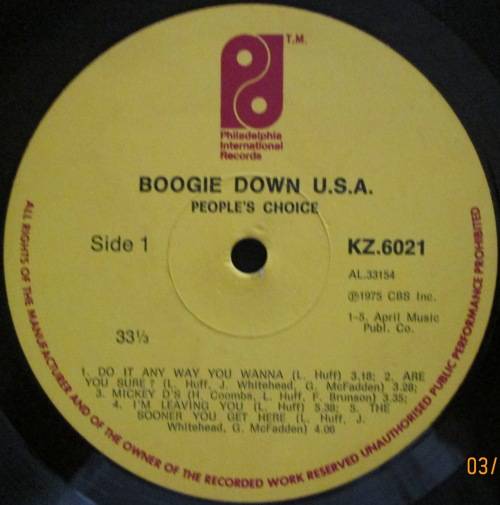 T.M.
Philadelphia
International
Records
BOOGIE DOWN U.S.A.
PEOPLE'S CHOICE
Side 1
KZ.6021
AL.33154
℗1975 CBS Inc.
1-5. April Music
Publ. Co.
33⅓
1. DO IT ANY WAY YOU WANNA (L. Huff) 3.18; 2. ARE
YOU SURE? (L. Huff, J. Whitehead, G. McFadden) 3.28;
3. MICKEY D'S (H. Coombs, L. Huff, F. Brunson) 3.35;
4. I'M LEAVING YOU (L. Huff) 5.38; 5. THE
SOONER YOU GET HERE (L. Huff, J.
Whitehead, G. McFadden) 4.06
ALL RIGHTS OF THE MANUFACTURER AND OF THE OWNER OF THE RECORDED WORK RESERVED UNAUTHORISED PUBLIC PERFORMANCE PROHIBITED
03/